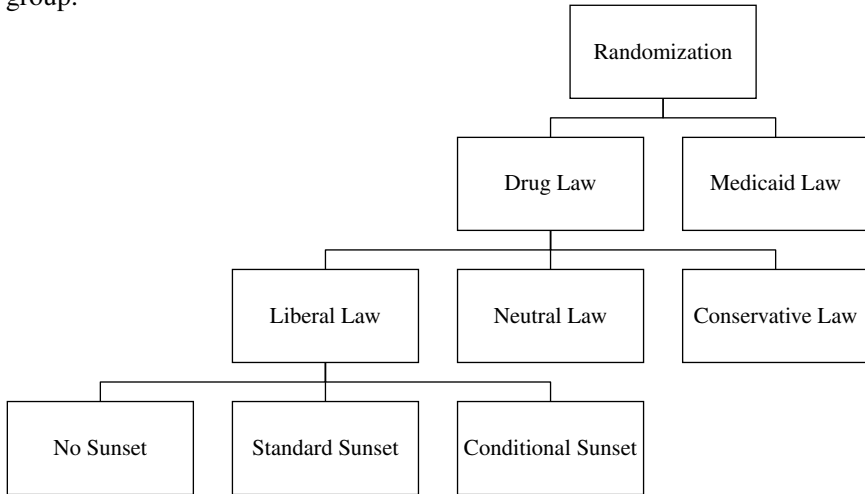 group.
Randomization
Drug Law
Medicaid Law
Liberal Law
Neutral Law
Conservative Law
No Sunset
Standard Sunset
Conditional Sunset